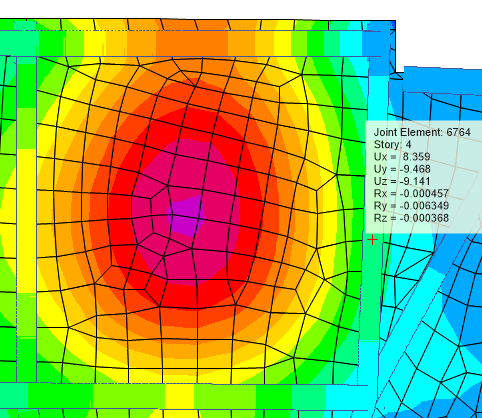 Joint Element: 6764
Story: 4
Ux = 8.359
Uy = -9.468
Uz = -9.141
Rx = -0.000457
Ry = -0.006349
Rz = -0.000368